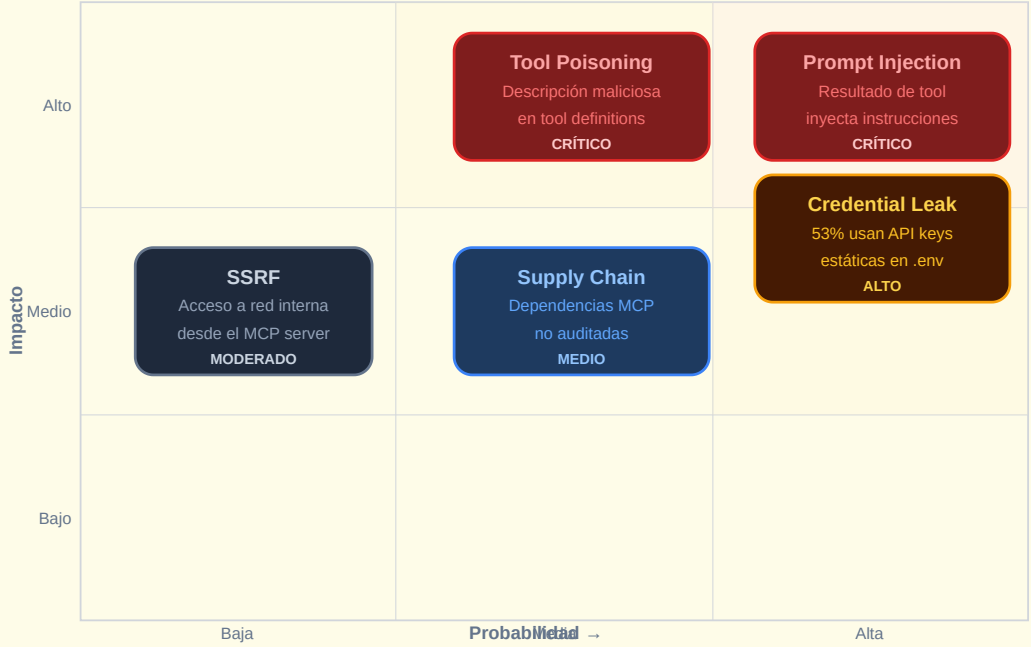 Tool Poisoning
Descripción maliciosa
en tool definitions
CRÍTICO
Prompt Injection
Resultado de tool
inyecta instrucciones
CRÍTICO
Alto
Credential Leak
53% usan API keys
estáticas en .env
ALTO
SSRF
Acceso a red interna
desde el MCP server
MODERADO
Supply Chain
Dependencias MCP
no auditadas
MEDIO
Impacto
Medio
Bajo
Baja
Probabilidad →
Alta